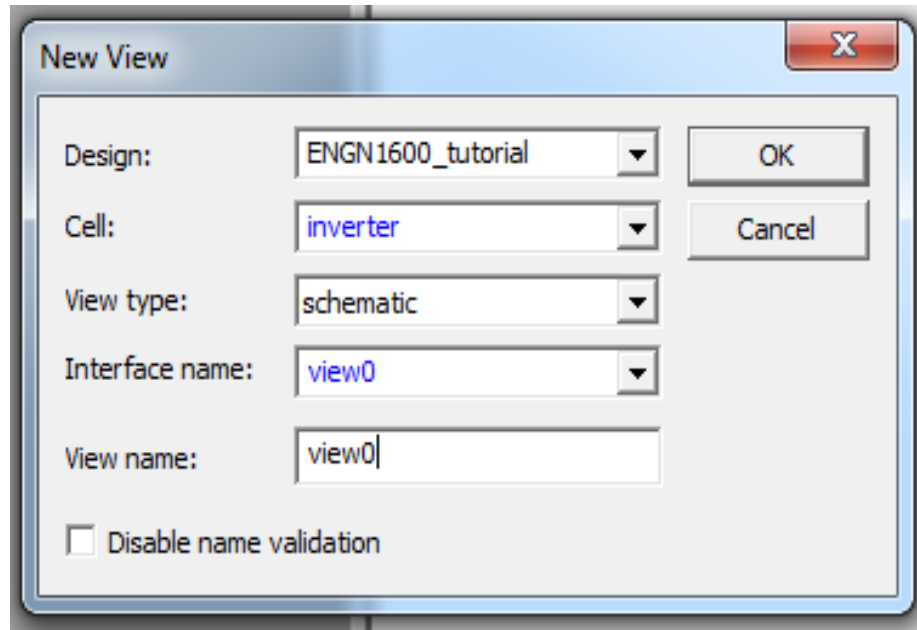 New View
Design: ENGN1600_tutorial OK
Cell: inverter Cancel
View type: schematic
Interface name: view0
View name: view0
Disable name validation